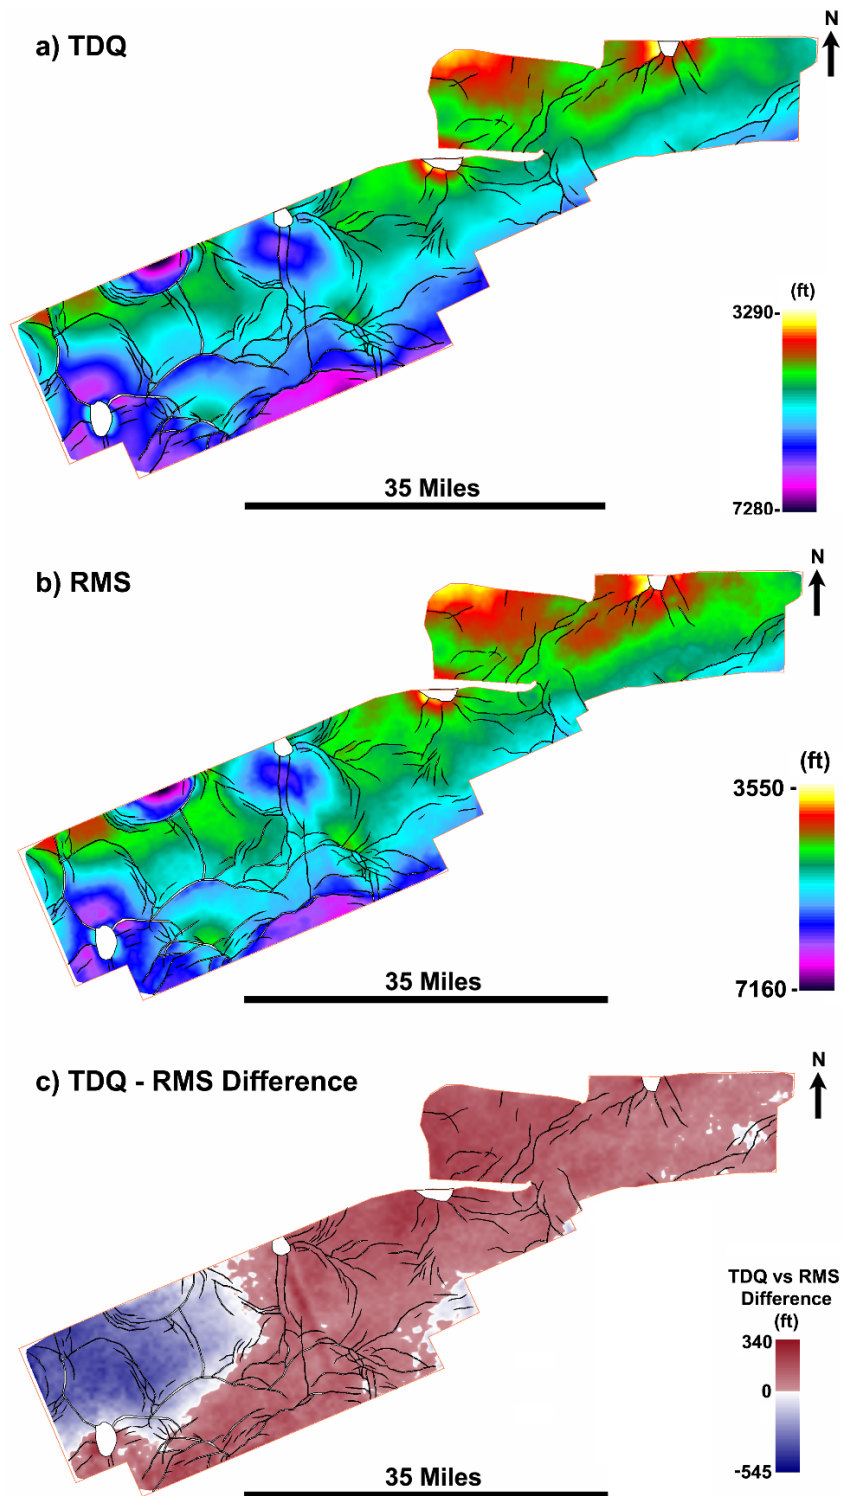 a) TDQ
N
(ft)
3290-
7280-
35 Miles
b) RMS
N
(ft)
3550 -
7160 -
35 Miles
c) TDQ - RMS Difference
N
TDQ vs RMS
Difference
(ft)
340
0
-545
35 Miles